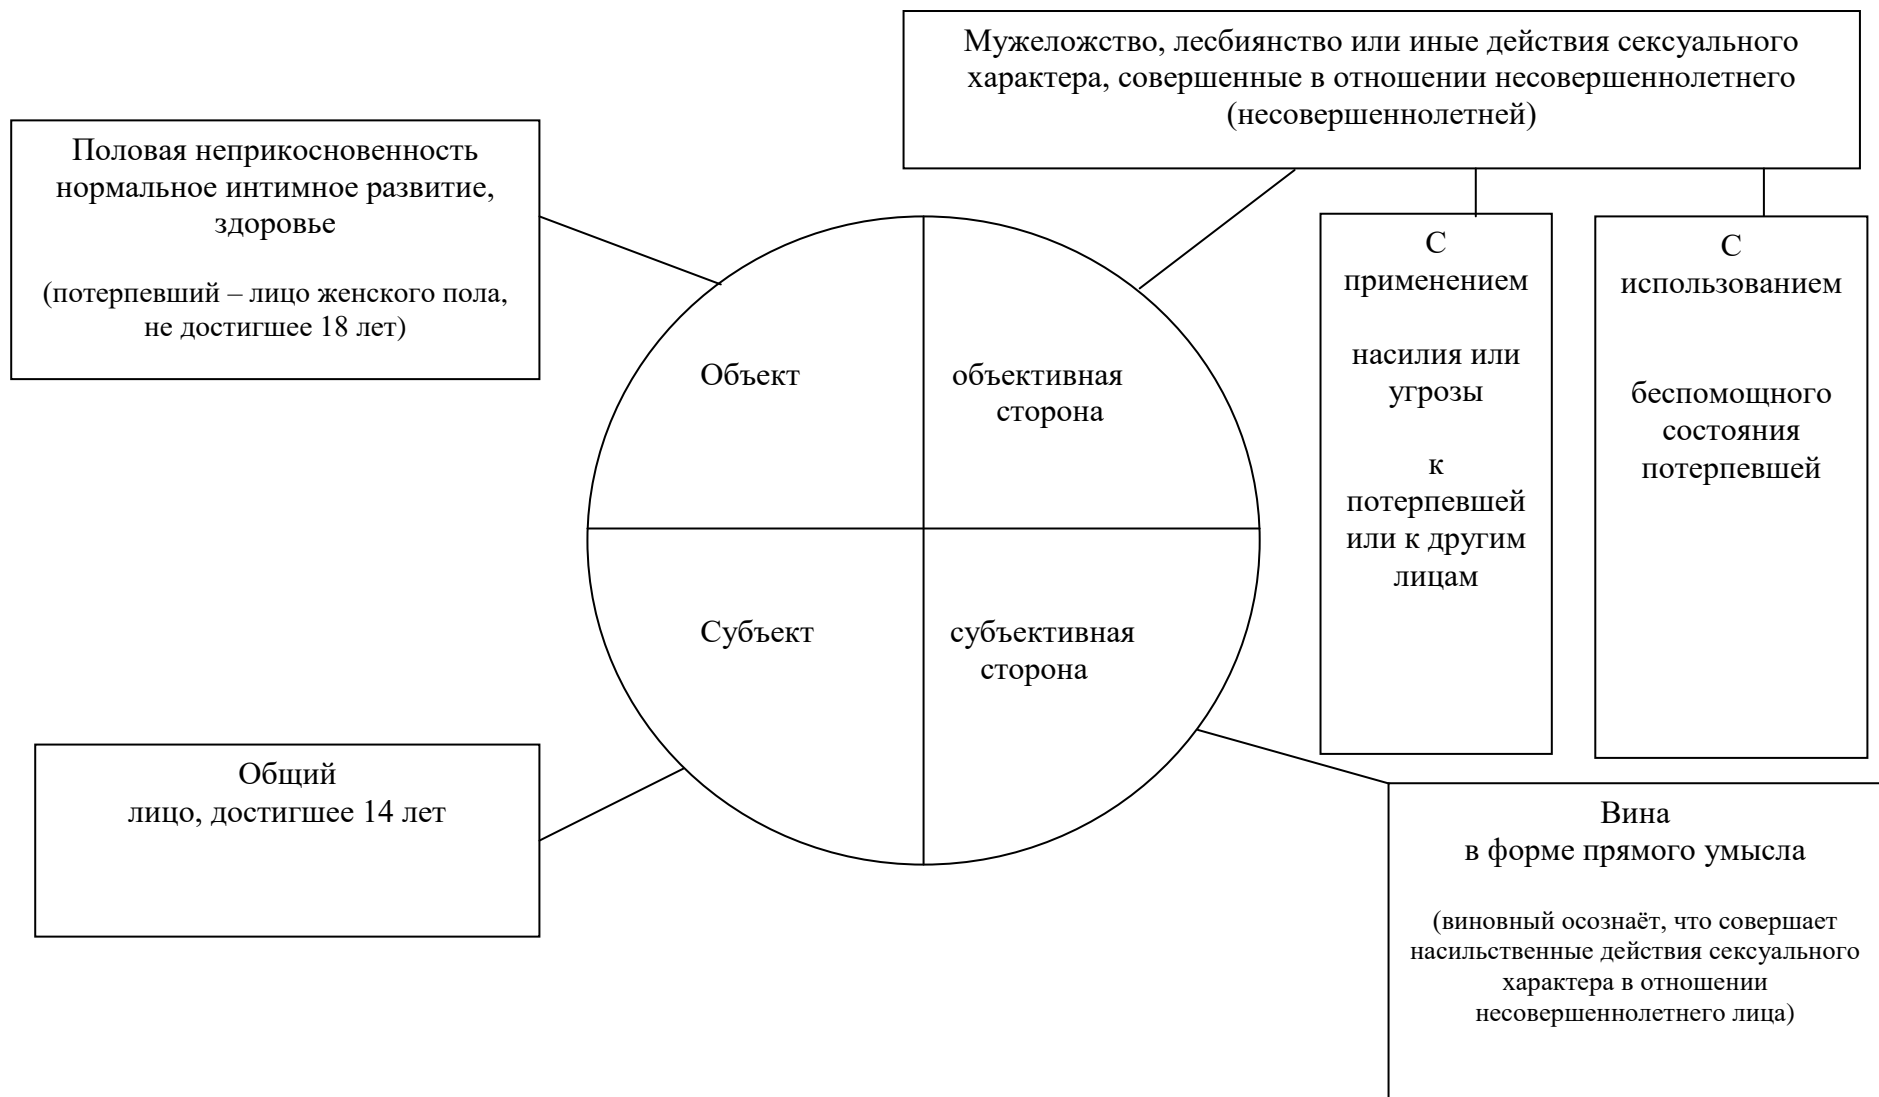 Мужеложство, лесбиянство или иные действия сексуального
характера, совершенные в отношении несовершеннолетнего
(несовершеннолетней)
Половая неприкосновенность
нормальное интимное развитие,
здоровье
(потерпевший – лицо женского пола,
не достигшее 18 лет)
С
применением
насилия или
угрозы
к
потерпевшей
или к другим
лицам
С
использованием
беспомощного
состояния
потерпевшей
Объект
объективная
сторона
Субъект
субъективная
сторона
Общий
лицо, достигшее 14 лет
Вина
в форме прямого умысла
(виновный осознаёт, что совершает
насильственные действия сексуального
характера в отношении
несовершеннолетнего лица)